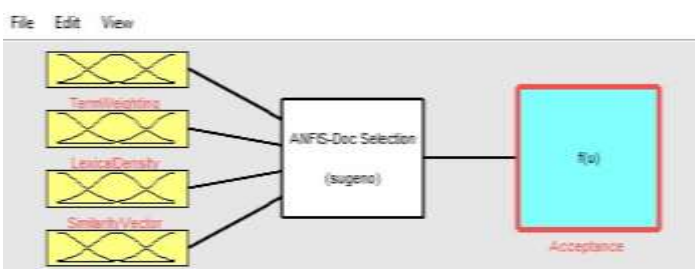 File Edit View
TermWeighting
ANFIS-Doc Selection
(sugeno)
f(u)
LexicalDensity
SimilarityVector
Acceptance